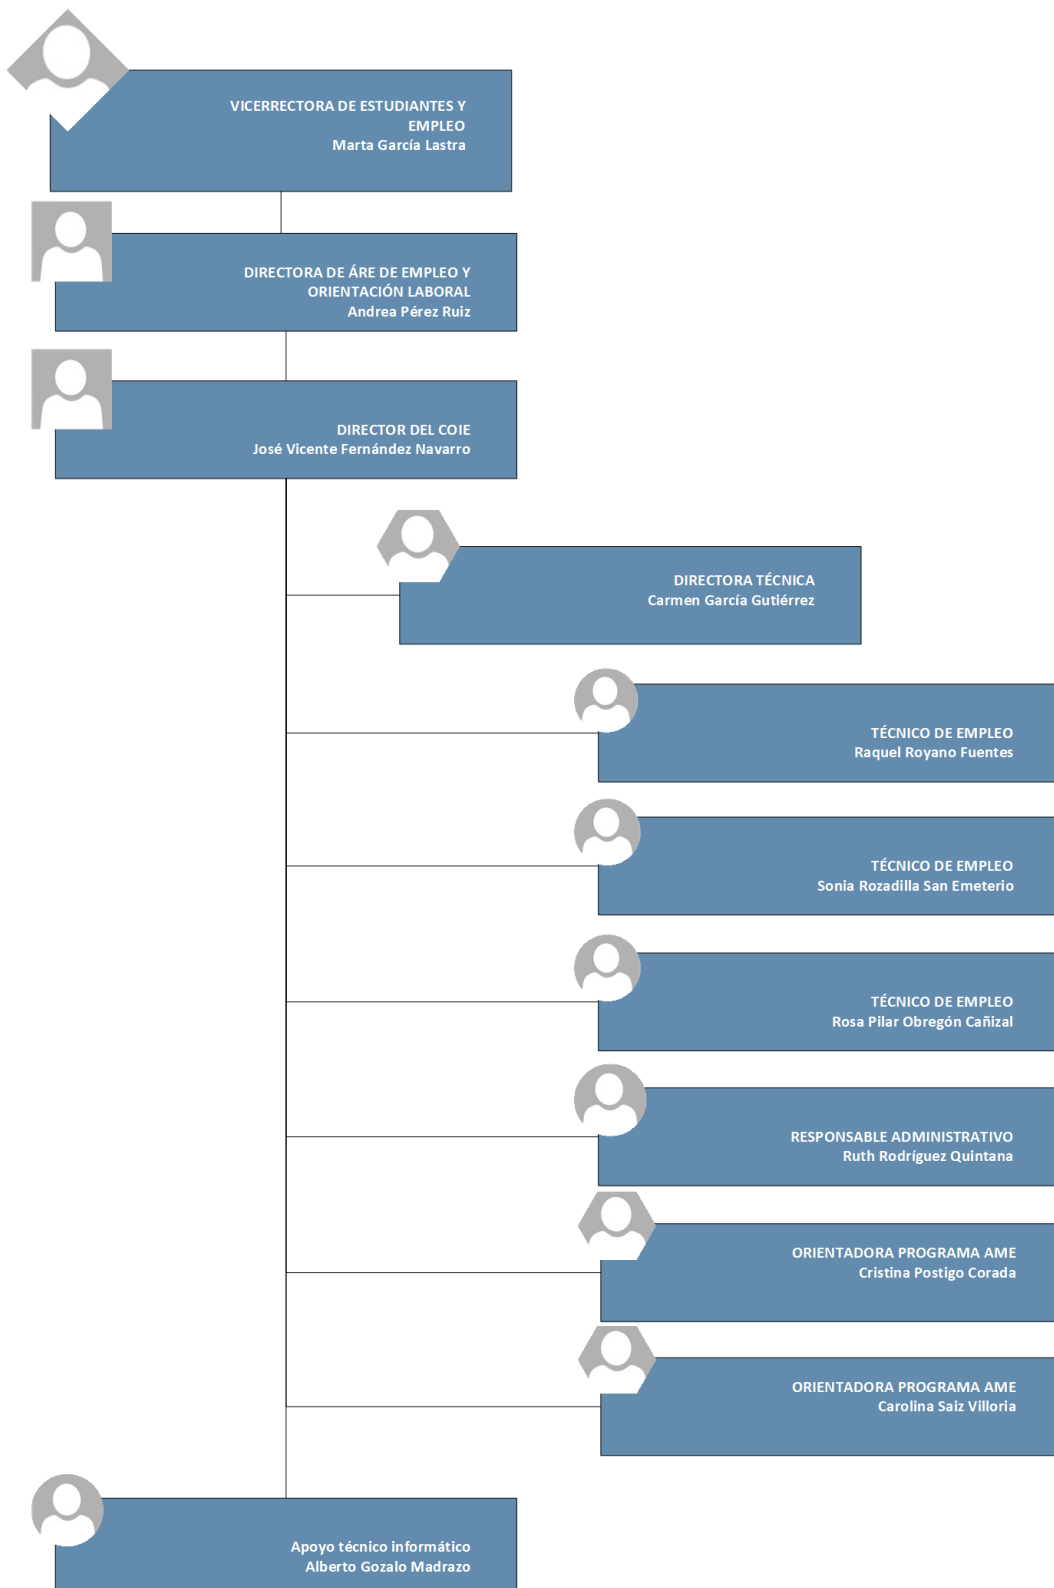 VICERRECTORA DE ESTUDIANTES Y
EMPLEO
Marta García Lastra
DIRECTORA DE ÁRE DE EMPLEO Y
ORIENTACIÓN LABORAL
Andrea Pérez Ruiz
DIRECTOR DEL COIE
José Vicente Fernández Navarro
DIRECTORA TÉCNICA
Carmen García Gutiérrez
TÉCNICO DE EMPLEO
Raquel Royano Fuentes
TÉCNICO DE EMPLEO
Sonia Rozadilla San Emeterio
TÉCNICO DE EMPLEO
Rosa Pilar Obregón Cañizal
RESPONSABLE ADMINISTRATIVO
Ruth Rodríguez Quintana
ORIENTADORA PROGRAMA AME
Cristina Postigo Corada
ORIENTADORA PROGRAMA AME
Carolina Saiz Villoria
Apoyo técnico informático
Alberto Gozalo Madrazo